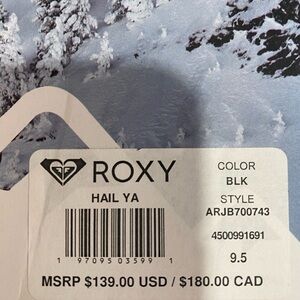 ROXY
HAIL YA
COLOR
BLK
STYLE
ARJB700743
4500991691
9.5
1 97095 03599 1
MSRP $139.00 USD / $180.00 CAD